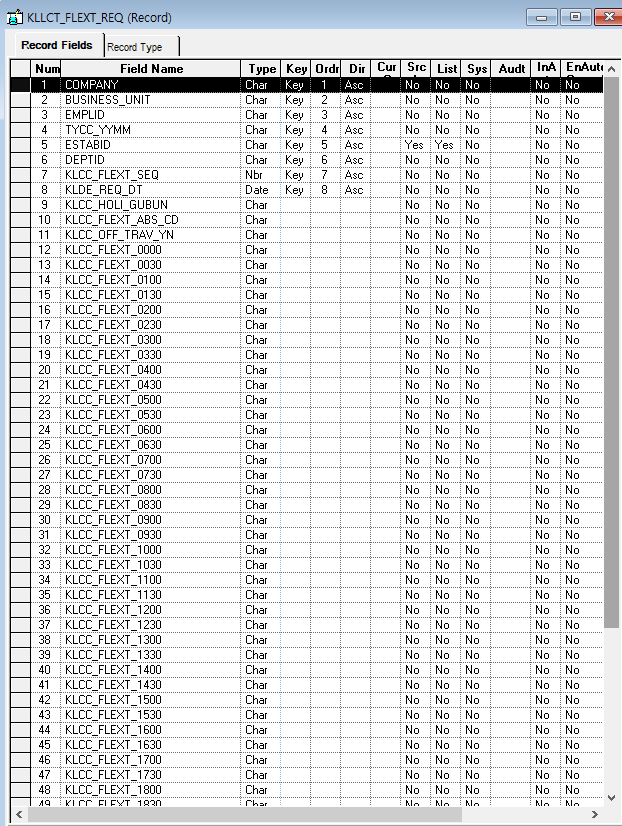 KLLCT_FLEXT_REQ (Record)
Record Fields Record Type
Num Field Name Type Key Ordr Dir Cur Src List Sys Audt InA EnAuto
1 COMPANY Char Key 1 Asc No No No No No
2 BUSINESS_UNIT Char Key 2 Asc No No No No No
3 EMPLID Char Key 3 Asc No No No No No
4 TYCC_YYMM Char Key 4 Asc No No No No No
5 ESTABID Char Key 5 Asc Yes Yes No No No
6 DEPTID Char Key 6 Asc No No No No No
7 KLCC_FLEXT_SEQ Nbr Key 7 Asc No No No No No
8 KLDE_REQ_DT Date Key 8 Asc No No No No No
9 KLCC_HOLI_GUBUN Char No No No No No
10 KLCC_FLEXT_ABS_CD Char No No No No No
11 KLCC_OFF_TRAV_YN Char No No No No No
12 KLCC_FLEXT_0000 Char No No No No No
13 KLCC_FLEXT_0030 Char No No No No No
14 KLCC_FLEXT_0100 Char No No No No No
15 KLCC_FLEXT_0130 Char No No No No No
16 KLCC_FLEXT_0200 Char No No No No No
17 KLCC_FLEXT_0230 Char No No No No No
18 KLCC_FLEXT_0300 Char No No No No No
19 KLCC_FLEXT_0330 Char No No No No No
20 KLCC_FLEXT_0400 Char No No No No No
21 KLCC_FLEXT_0430 Char No No No No No
22 KLCC_FLEXT_0500 Char No No No No No
23 KLCC_FLEXT_0530 Char No No No No No
24 KLCC_FLEXT_0600 Char No No No No No
25 KLCC_FLEXT_0630 Char No No No No No
26 KLCC_FLEXT_0700 Char No No No No No
27 KLCC_FLEXT_0730 Char No No No No No
28 KLCC_FLEXT_0800 Char No No No No No
29 KLCC_FLEXT_0830 Char No No No No No
30 KLCC_FLEXT_0900 Char No No No No No
31 KLCC_FLEXT_0930 Char No No No No No
32 KLCC_FLEXT_1000 Char No No No No No
33 KLCC_FLEXT_1030 Char No No No No No
34 KLCC_FLEXT_1100 Char No No No No No
35 KLCC_FLEXT_1130 Char No No No No No
36 KLCC_FLEXT_1200 Char No No No No No
37 KLCC_FLEXT_1230 Char No No No No No
38 KLCC_FLEXT_1300 Char No No No No No
39 KLCC_FLEXT_1330 Char No No No No No
40 KLCC_FLEXT_1400 Char No No No No No
41 KLCC_FLEXT_1430 Char No No No No No
42 KLCC_FLEXT_1500 Char No No No No No
43 KLCC_FLEXT_1530 Char No No No No No
44 KLCC_FLEXT_1600 Char No No No No No
45 KLCC_FLEXT_1630 Char No No No No No
46 KLCC_FLEXT_1700 Char No No No No No
47 KLCC_FLEXT_1730 Char No No No No No
48 KLCC_FLEXT_1800 Char No No No No No
49 KLCC_FLEXT_1830 Char No No No No No